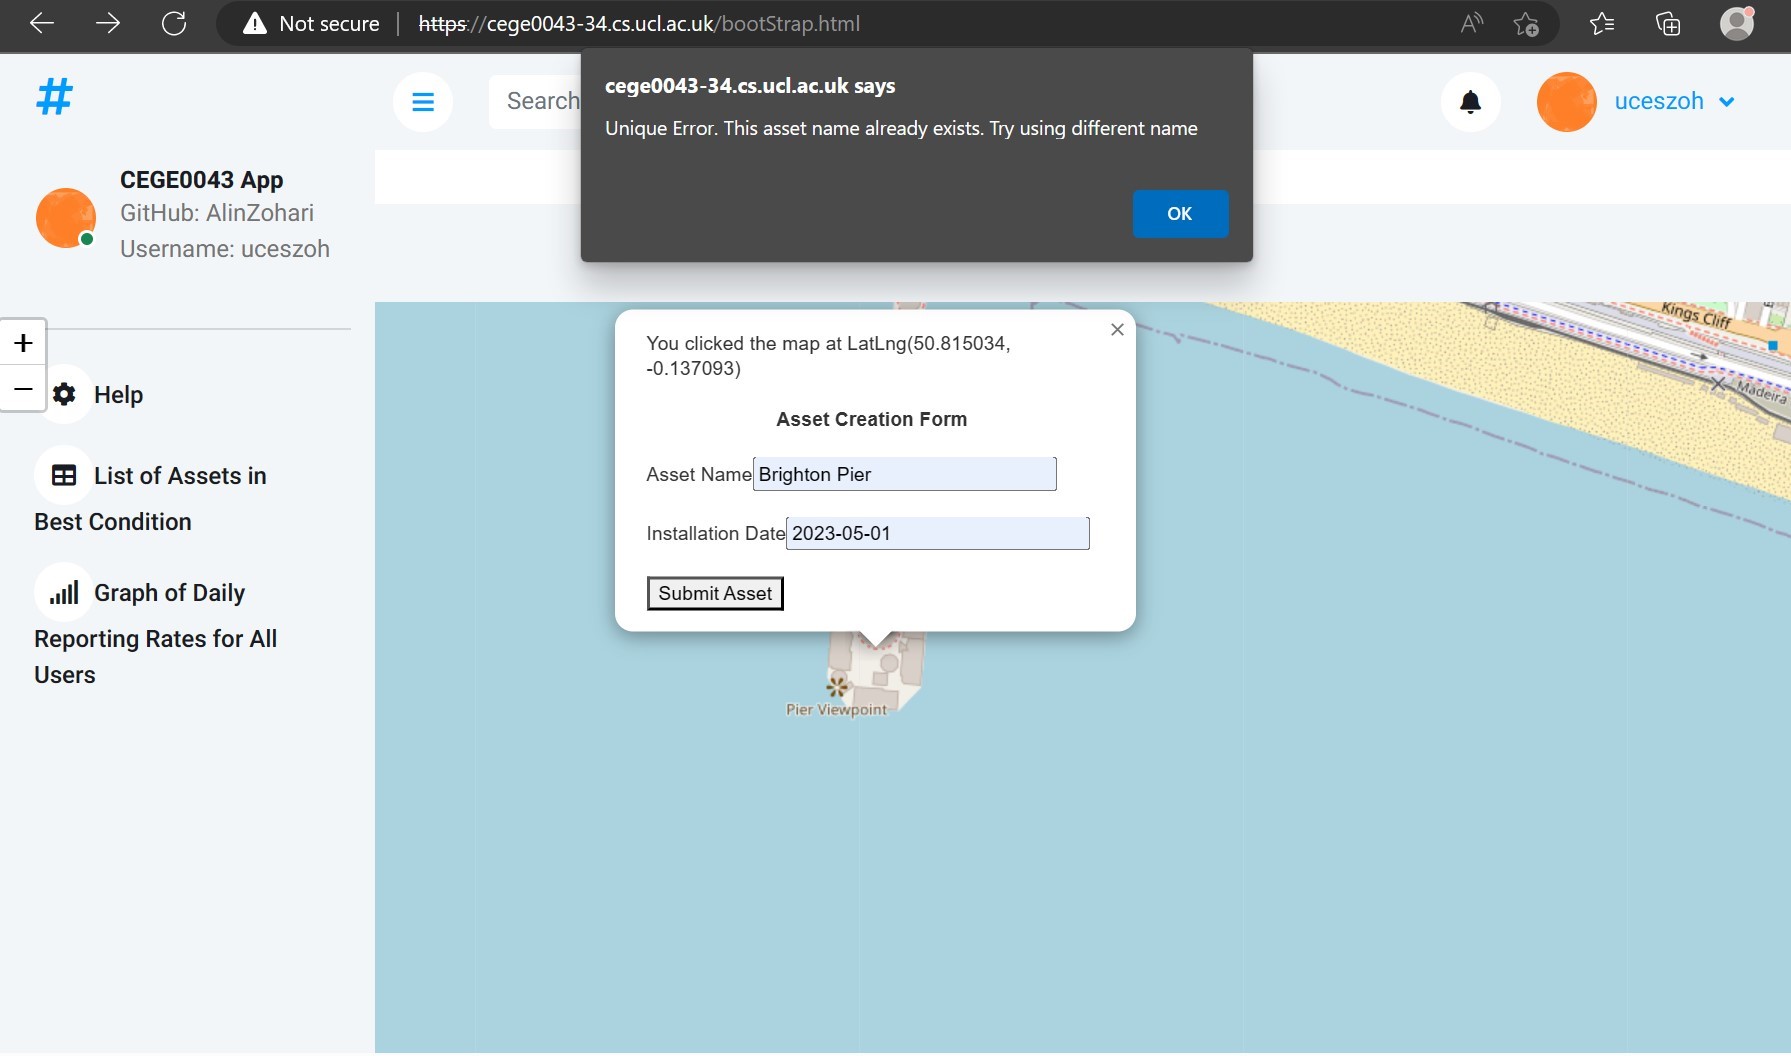 Not secure | https://cege0043-34.cs.ucl.ac.uk/bootStrap.html
#
Search
uceszoh
cege0043-34.cs.ucl.ac.uk says
Unique Error. This asset name already exists. Try using different name
OK
CEGE0043 App
GitHub: AlinZohari
Username: uceszoh
+
−
Help
List of Assets in
Best Condition
Graph of Daily
Reporting Rates for All
Users
You clicked the map at LatLng(50.815034,
-0.137093)
×
Asset Creation Form
Asset Name Brighton Pier
Installation Date 2023-05-01
Submit Asset
Pier Viewpoint
Kings Cliff
Madeira